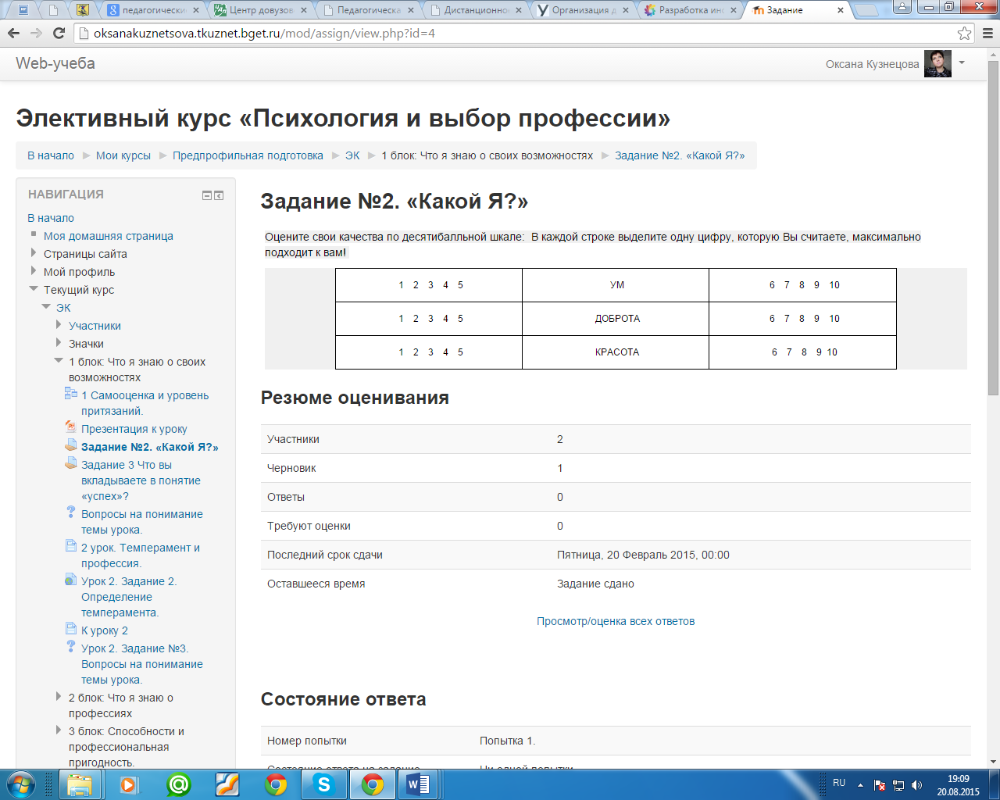 педагогически
Центр довузов
Педагогическа
Дистанционно
Организация д
Разработка ин
Задание
oksanakuznetsova.tkuznet.bget.ru/mod/assign/view.php?id=4
Web-учеба
Оксана Кузнецова
Элективный курс «Психология и выбор профессии»
В начало Мои курсы Предпрофильная подготовка ЭК 1 блок: Что я знаю о своих возможностях Задание №2. «Какой Я?»
НАВИГАЦИЯ
В начало
Моя домашняя страница
Страницы сайта
Мой профиль
Текущий курс
ЭК
Участники
Значки
1 блок: Что я знаю о своих
возможностях
1 Самооценка и уровень
притязаний.
Презентация к уроку
Задание №2. «Какой Я?»
Задание 3 Что вы
вкладываете в понятие
«успех»?
Вопросы на понимание
темы урока.
2 урок. Темперамент и
профессия.
Урок 2. Задание 2.
Определение
темперамента.
К уроку 2
Урок 2. Задание №3.
Вопросы на понимание
темы урока.
2 блок: Что я знаю о
профессиях
3 блок: Способности и
профессиональная
пригодность.
Задание №2. «Какой Я?»
Оцените свои качества по десятибалльной шкале: В каждой строке выделите одну цифру, которую Вы считаете, максимально
подходит к вам!
1 2 3 4 5 УМ 6 7 8 9 10
1 2 3 4 5 ДОБРОТА 6 7 8 9 10
1 2 3 4 5 КРАСОТА 6 7 8 9 10
Резюме оценивания
Участники 2
Черновик 1
Ответы 0
Требуют оценки 0
Последний срок сдачи Пятница, 20 Февраль 2015, 00:00
Оставшееся время Задание сдано
Просмотр/оценка всех ответов
Состояние ответа
Номер попытки Попытка 1.
Состояние ответа на задание Ни одной попытки
RU
19:09
20.08.2015